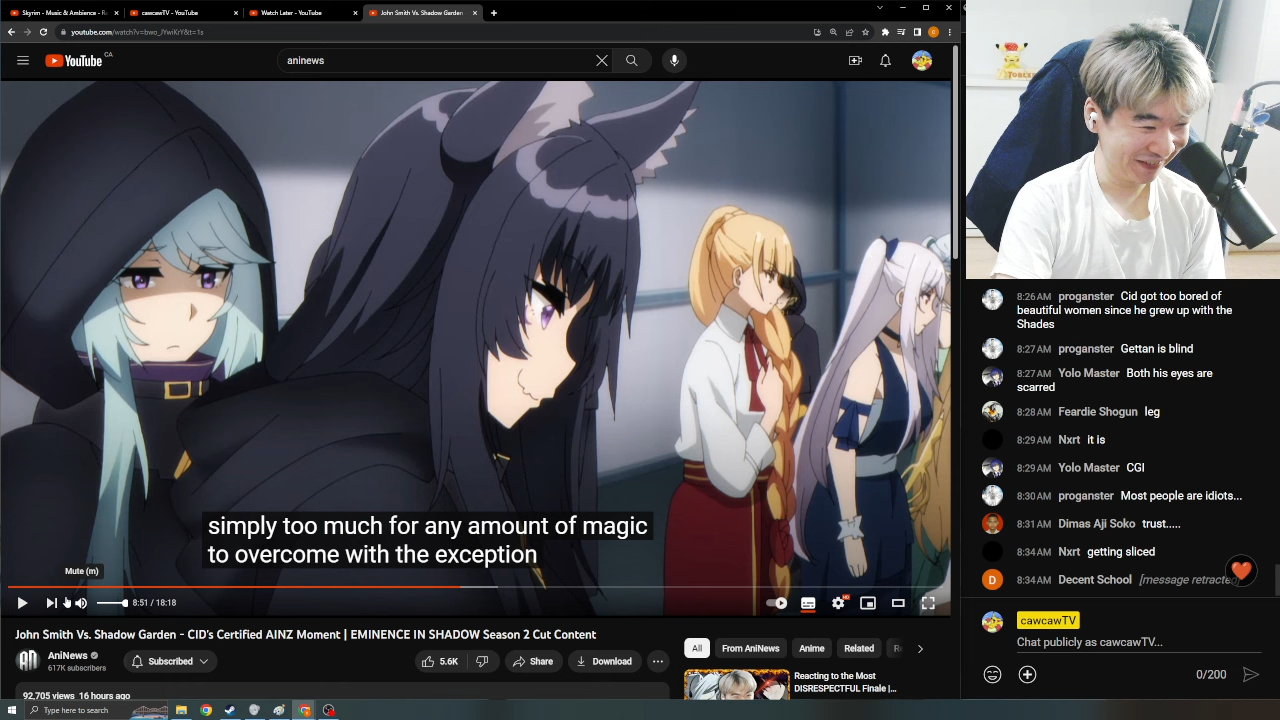 Skyrim - Music & Ambience - R
cawcawTV - YouTube
Watch Later - YouTube
John Smith Vs. Shadow Garden
youtube.com/watch?v=bwo_JYwiKrY&t=1s
YouTube CA
aninews
TOBLER
simply too much for any amount of magic
to overcome with the exception
Mute (m)
8:51 / 18:18
HD
John Smith Vs. Shadow Garden - CID's Certified AINZ Moment | EMINENCE IN SHADOW Season 2 Cut Content
AN
AniNews
617K subscribers
Subscribed
5.6K
Share
Download
All
From AniNews
Anime
Related
92,705 views 16 hours ago
Reacting to the Most
DISRESPECTFUL Finale |...
8:26 AM proganster Cid got too bored of
beautiful women since he grew up with the
Shades
8:27 AM proganster Gettan is blind
8:27 AM Yolo Master Both his eyes are
scarred
8:28 AM Feardie Shogun leg
8:29 AM Nxrt it is
8:29 AM Yolo Master CGI
8:30 AM proganster Most people are idiots...
8:31 AM Dimas Aji Soko trust.....
8:34 AM Nxrt getting sliced
D
8:34 AM Decent School [message retracted]
cawcawTV
Chat publicly as cawcawTV...
0/200
Type here to search